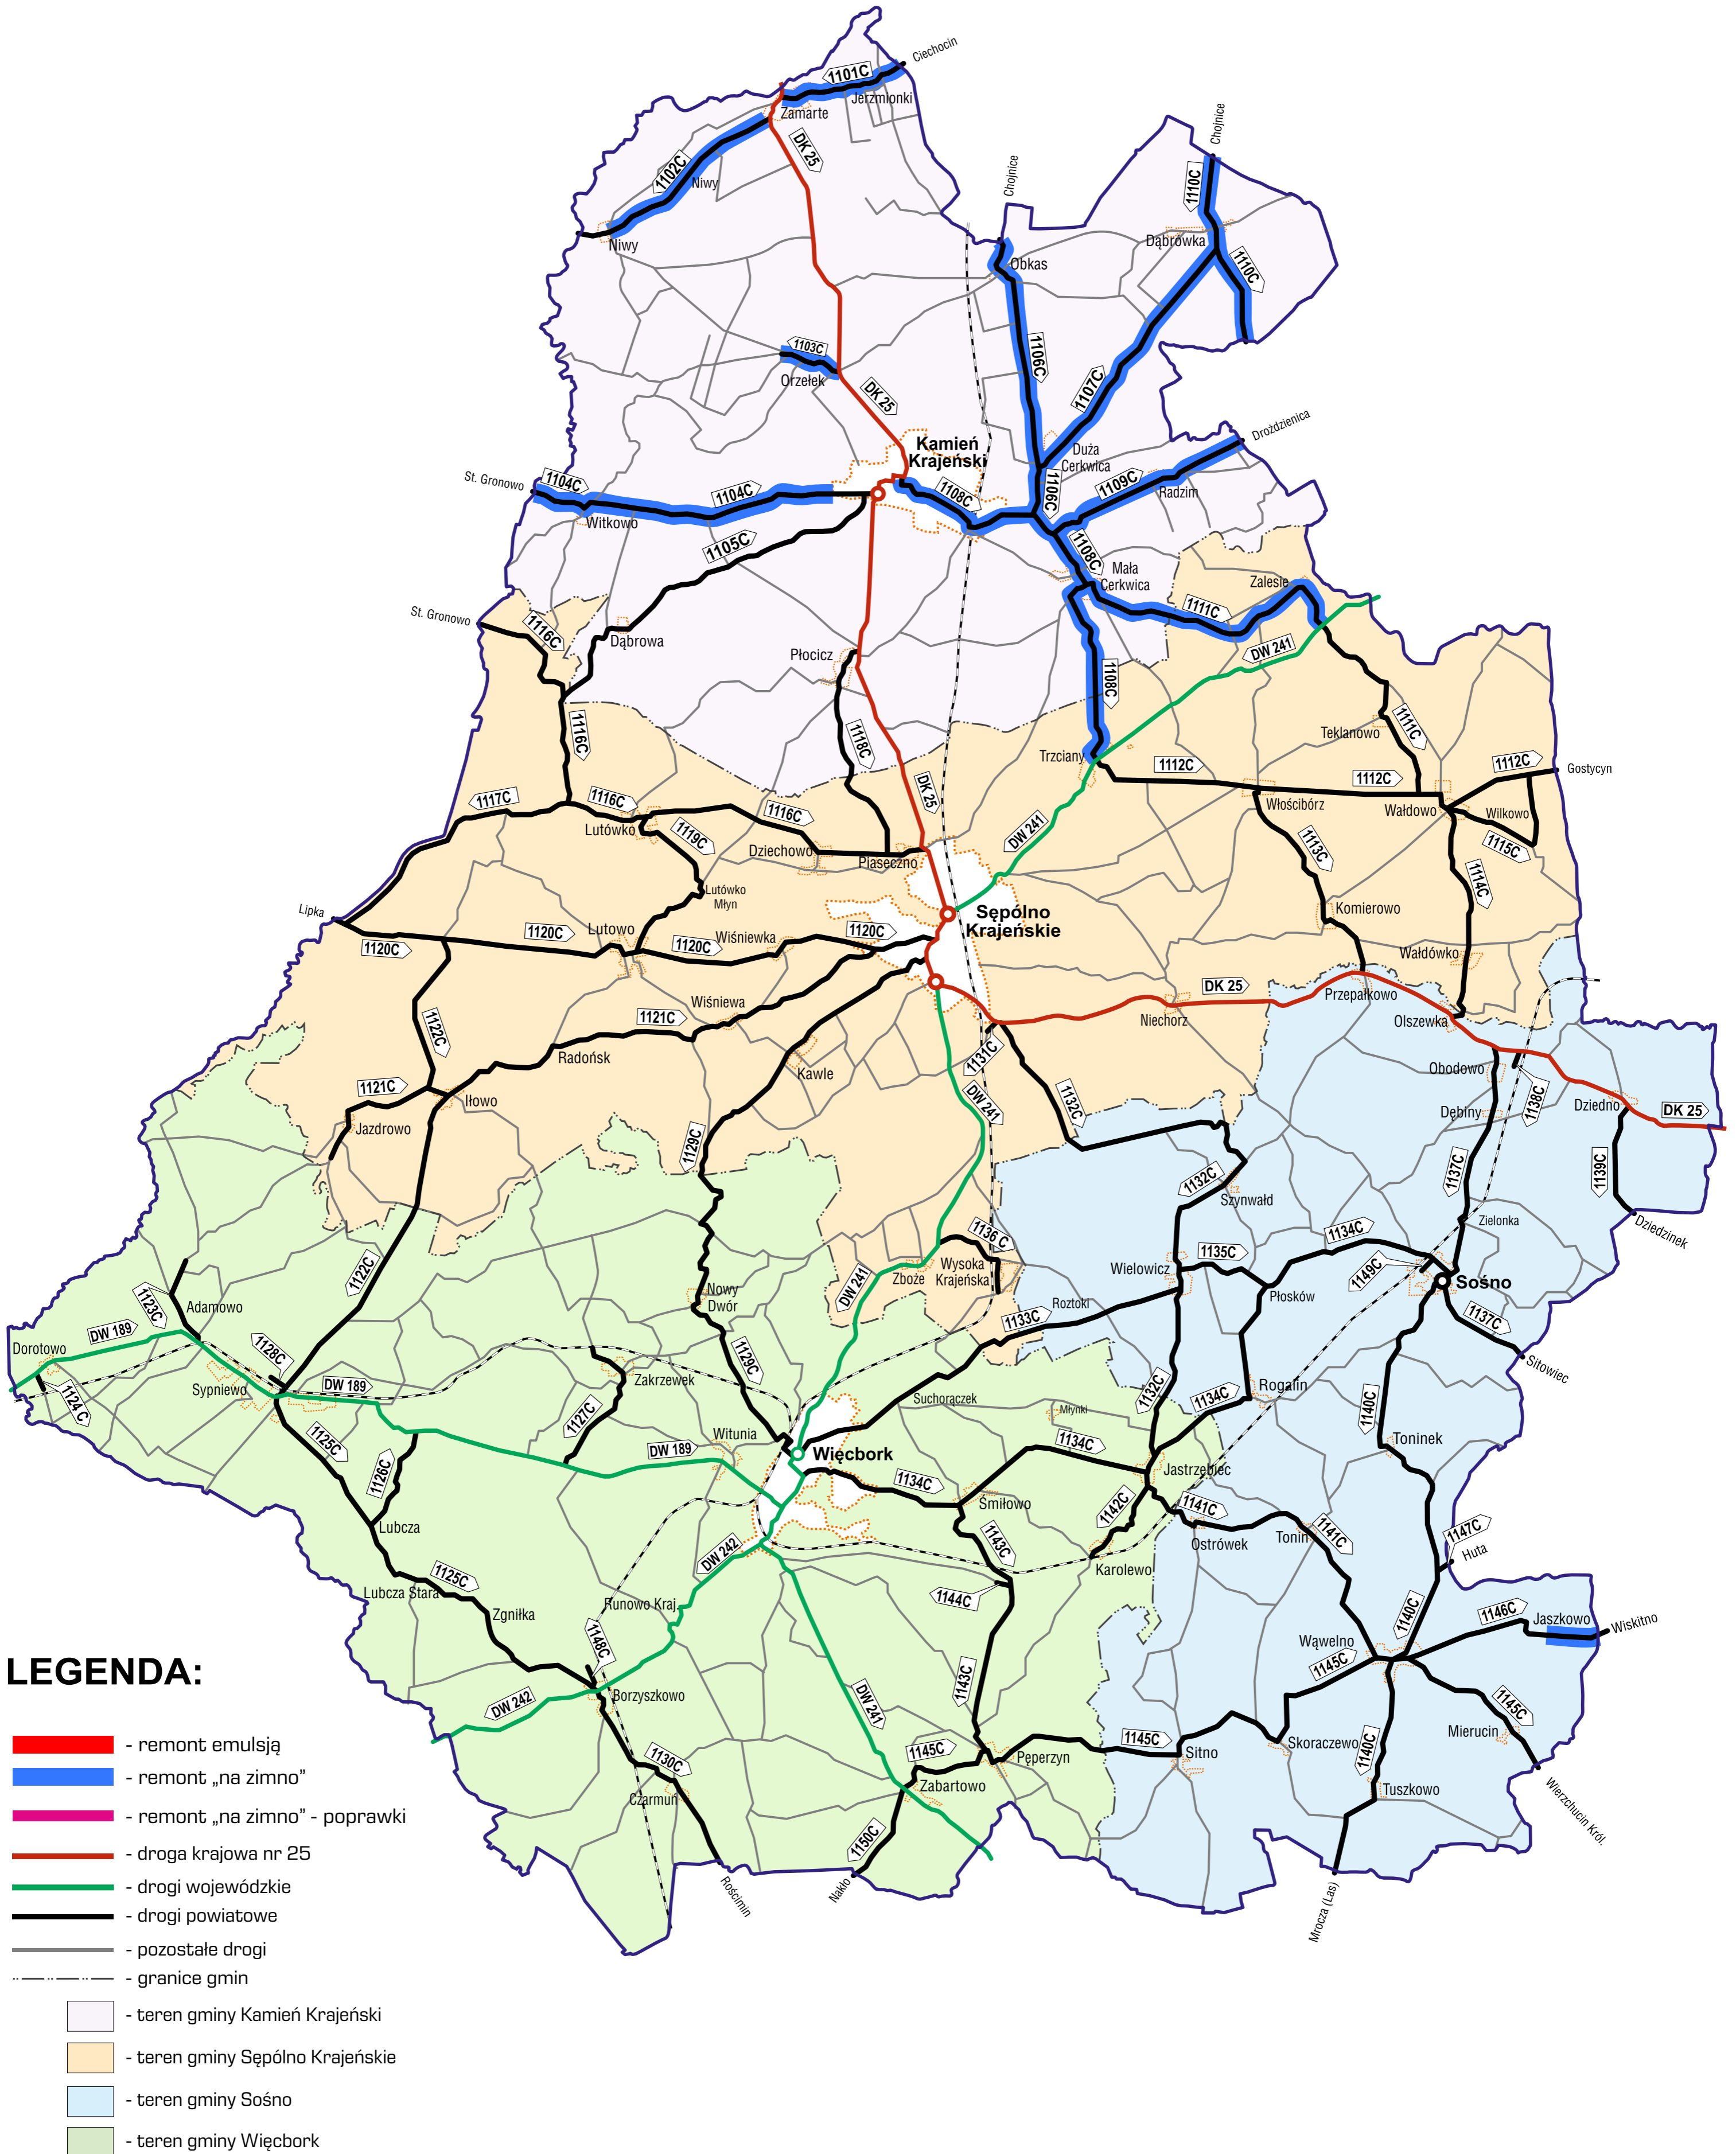 Ciechocin
1101C
Jerzmionki
Zamarte
Chojnice
DK 25
1102C
Niwy
Chojnice
1110C
Niwy
Dąbrówka
Obkas
1110C
1103C
1106C
Orzełek
1107C
DK 25
Drożdzienica
Kamień
Krajeński
Duża
Cerkwica
St. Gronowo
1104C
1104C
1108C
1106C
1109C
Radzim
Witkowo
1105C
1108C
Mała
Cerkwica
Zalesie
1111C
St. Gronowo
1116C
Dąbrowa
Płocicz
DW 241
1108C
1116C
1118C
Teklanowo
1111C
Trzciany
1112C
1112C
1112C
Gostycyn
DK 25
1117C
1116C
1116C
Włościbórz
Wałdowo
Wilkowo
Lutówko
1119C
Dziechowo
Piaseczno
DW 241
1113C
1115C
Lutówko
Młyn
1114C
Lipka
Sępólno
Krajeńskie
Komierowo
1120C
1120C
Lutowo
1120C
Wiśniewka
1120C
Wałdówko
1121C
Wiśniewa
DK 25
Przepałkowo
Niechorz
Olszewka
1122C
Radońsk
Kawle
1131C
Obodowo
1138C
1121C
Iłowo
DW 241
1132C
Dębiny
Dziedno
DK 25
Jazdrowo
1129C
1137C
1139C
1132C
Szynwałd
Zielonka
Dziedzinek
1136 C
1134C
1122C
Zboże
Wysoka
Krajeńska
Wielowicz
1135C
1149C
Sośno
1123C
Adamowo
Nowy
Dwór
DW 241
Roztoki
Płosków
1133C
1137C
DW 189
Dorotowo
1128C
1129C
Sitowiec
1124 C
Sypniewo
DW 189
Zakrzewek
Suchorączek
1132C
1134C
Rogalin
1140C
1125C
1127C
Młynki
Witunia
DW 189
Więcbork
1134C
Toninek
1126C
1134C
Jastrzębiec
Śmiłowo
1142C
1141C
Lubcza
1143C
Ostrówek
Tonin
1141C
1147C
Huta
DW 242
Karolewo
1125C
Lubcza Stara
1144C
Runowo Kraj.
Zgniłka
1140C
1146C
Jaszkowo
Wiskitno
1148C
Wąwelno
1145C
LEGENDA:
1143C
DW 242
Borzyszkowo
DW 241
1145C
Mierucin
- remont emulsją
1145C
1145C
Sitno
Skoraczewo
1140C
- remont „na zimno”
1130C
Pęperzyn
Zabartowo
Czarmuń
Tuszkowo
Wierzchucin Król.
- remont „na zimno” - poprawki
1150C
- droga krajowa nr 25
Rościmin
Nakło
- drogi wojewódzkie
Mrocza (Las)
- drogi powiatowe
- pozostałe drogi
- granice gmin
- teren gminy Kamień Krajeński
- teren gminy Sępólno Krajeńskie
- teren gminy Sośno
- teren gminy Więcbork